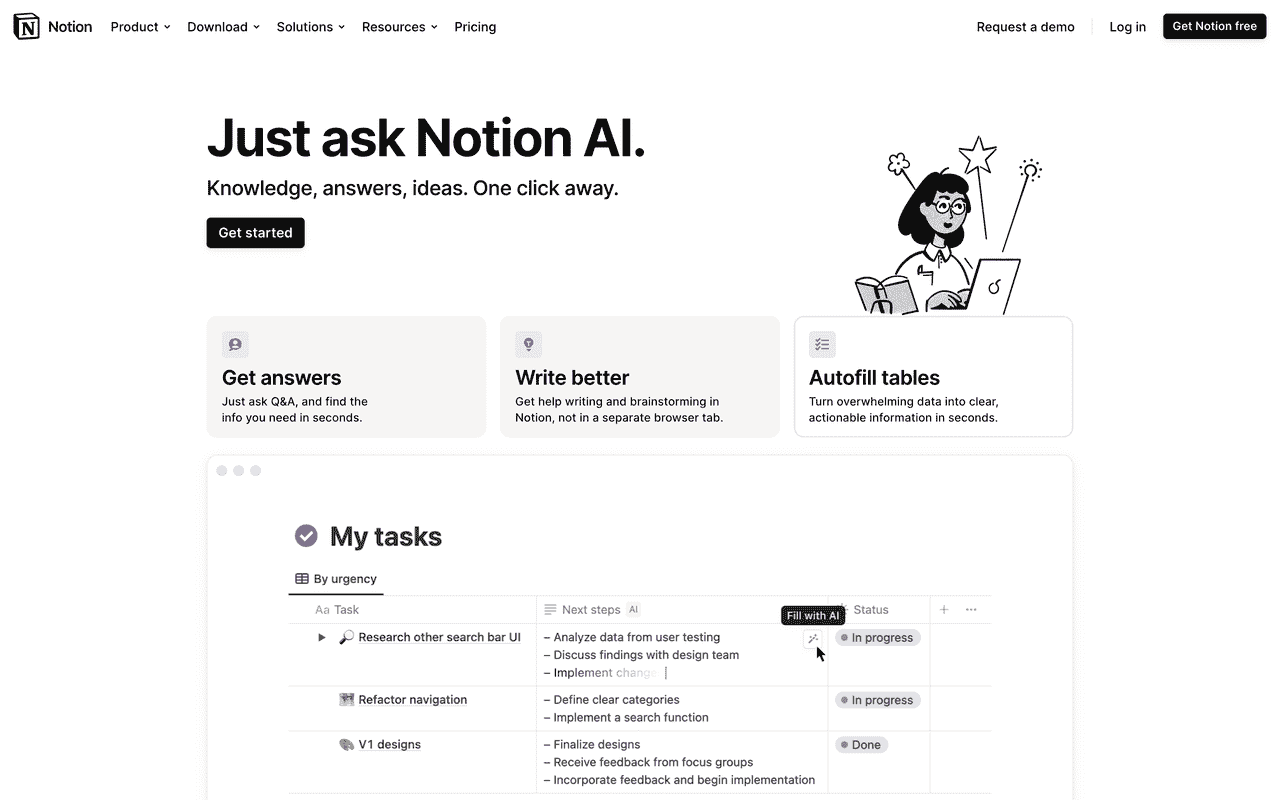 Notion Product Download Solutions Resources Pricing Request a demo Log in Get Notion free
Just ask Notion AI.
Knowledge, answers, ideas. One click away.
Get started
Get answers
Just ask Q&A, and find the
info you need in seconds.
Write better
Get help writing and brainstorming in
Notion, not in a separate browser tab.
Autofill tables
Turn overwhelming data into clear,
actionable information in seconds.
My tasks
By urgency
Aa Task Next steps AI Status
Fill with AI
Research other search bar UI
– Analyze data from user testing
– Discuss findings with design team
– Implement change
In progress
Refactor navigation
– Define clear categories
– Implement a search function
In progress
V1 designs
– Finalize designs
– Receive feedback from focus groups
– Incorporate feedback and begin implementation
Done